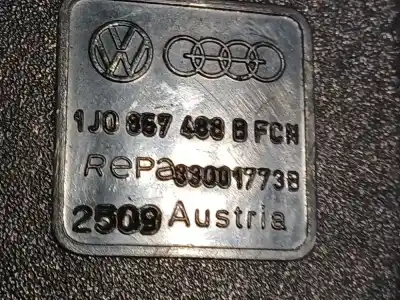 1J0 857 488 B FCN
RePa 33001773B
2509 Austria